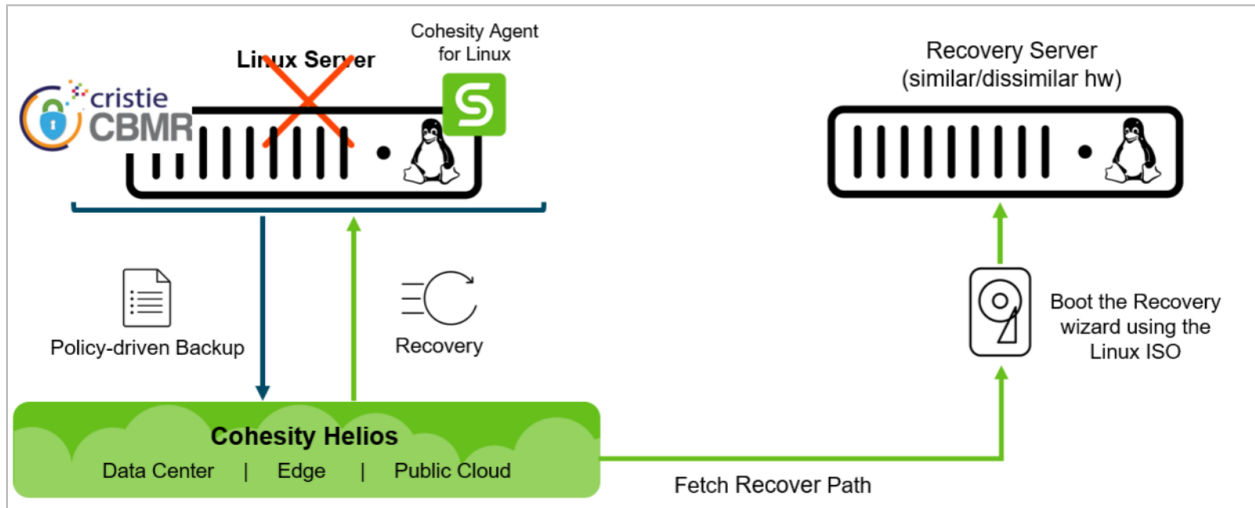 Linux Server
Cohesity Agent
for Linux
cristie
CBMR
S
Recovery Server
(similar/dissimilar hw)
Policy-driven Backup
Recovery
Boot the Recovery
wizard using the
Linux ISO
Cohesity Helios
Data Center | Edge | Public Cloud
Fetch Recover Path